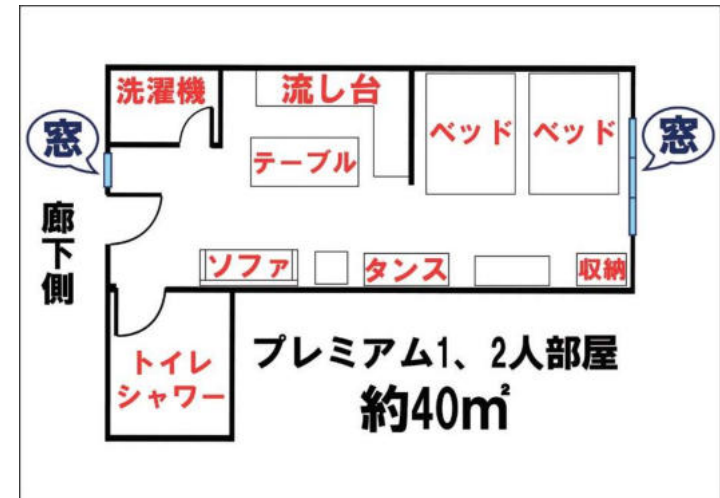 洗濯機
流し台
ベッド
ベッド
窓
窓
テーブル
廊下側
ソファ
タンス
収納
トイレ
シャワー
プレミアム1、2人部屋
約40㎡